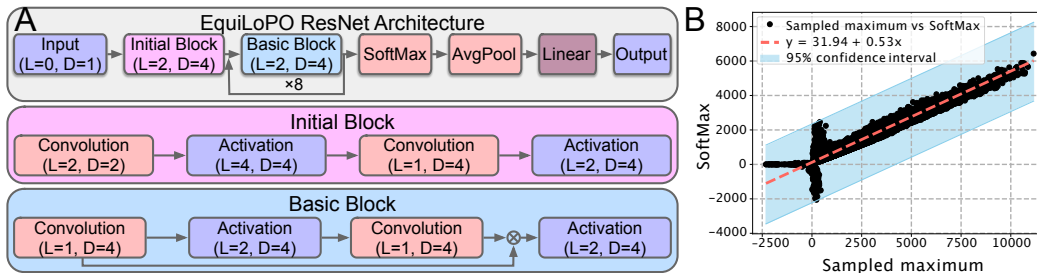 A
EquiLoPO ResNet Architecture
Input
(L=0, D=1)
Initial Block
(L=2, D=4)
Basic Block
(L=2, D=4)
SoftMax
AvgPool
Linear
Output
×8
Initial Block
Convolution
(L=2, D=2)
Activation
(L=4, D=4)
Convolution
(L=1, D=4)
Activation
(L=2, D=4)
Basic Block
Convolution
(L=1, D=4)
Activation
(L=2, D=4)
Convolution
(L=1, D=4)
⊗
Activation
(L=2, D=4)
B
8000
6000
4000
2000
0
−2000
−4000
SoftMax
Sampled maximum vs SoftMax
y = 31.94 + 0.53x
95% confidence interval
−2500
0
2500
5000
7500
10000
Sampled maximum